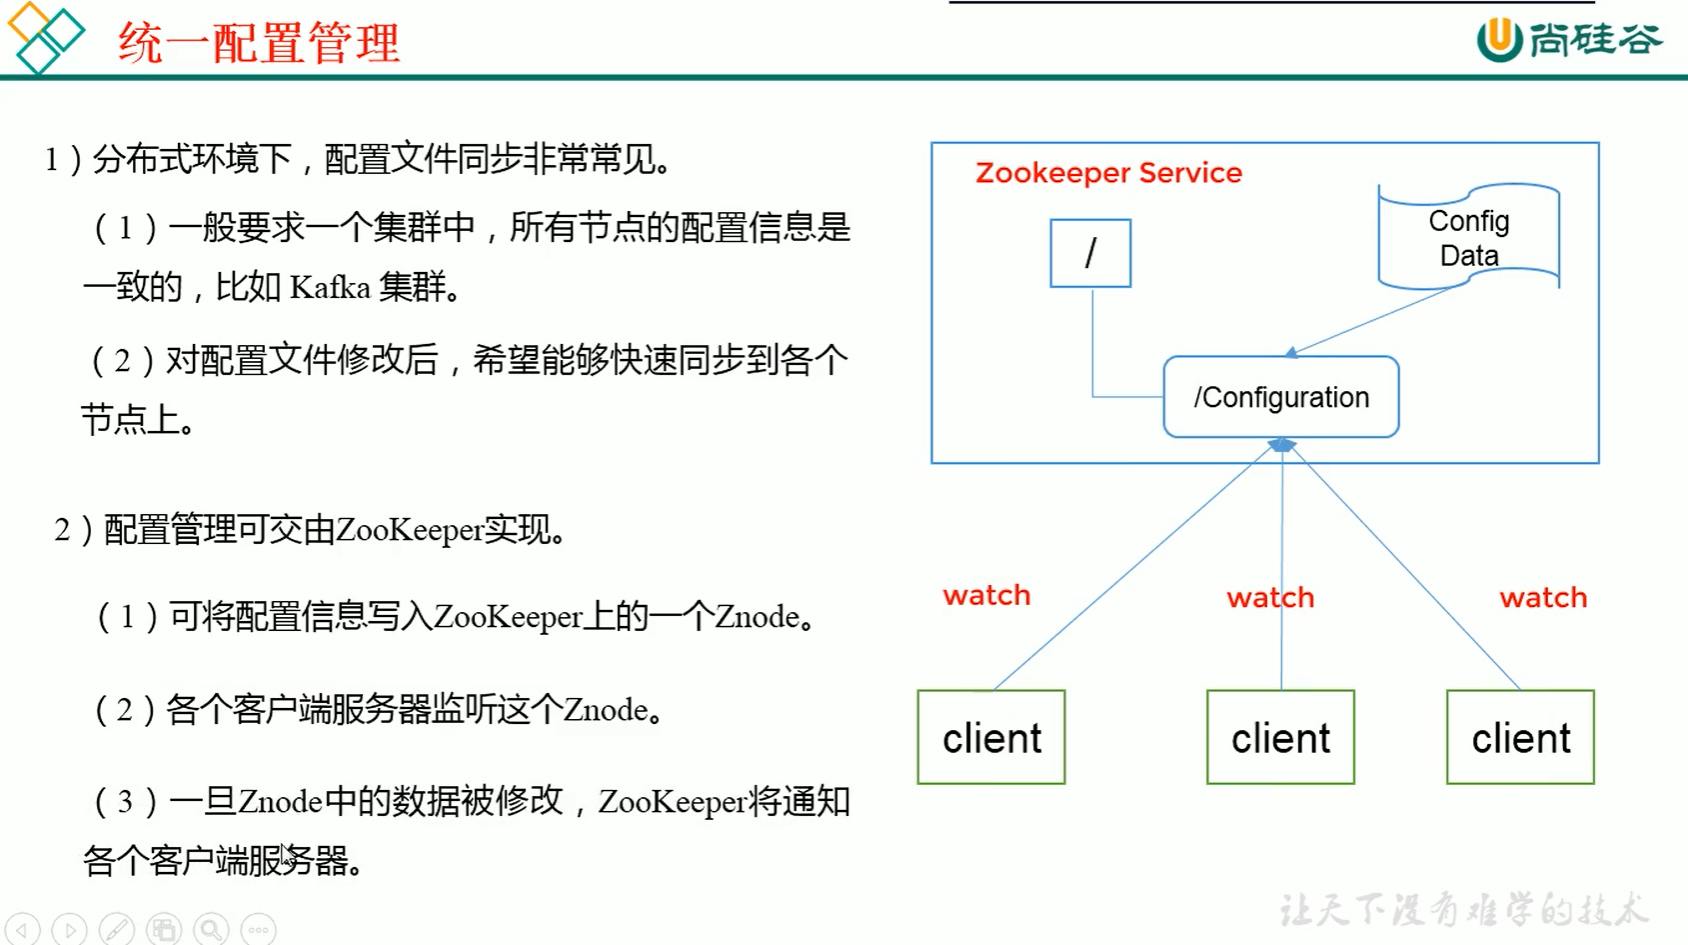 统一配置管理
尚硅谷
1）分布式环境下，配置文件同步非常常见。
（1）一般要求一个集群中，所有节点的配置信息是
一致的，比如 Kafka 集群。
（2）对配置文件修改后，希望能够快速同步到各个
节点上。
2）配置管理可交由ZooKeeper实现。
（1）可将配置信息写入ZooKeeper上的一个Znode。
（2）各个客户端服务器监听这个Znode。
（3）一旦Znode中的数据被修改，ZooKeeper将通知
各个客户端服务器。
Zookeeper Service
/
Config
Data
/Configuration
watch
watch
watch
client
client
client
让天下没有难学的技术